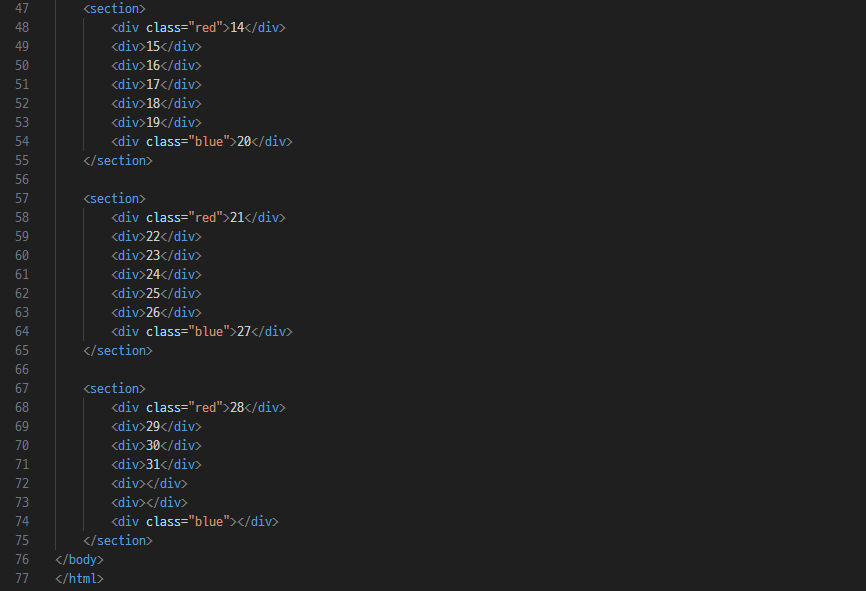 47 <section>
48 <div class="red">14</div>
49 <div>15</div>
50 <div>16</div>
51 <div>17</div>
52 <div>18</div>
53 <div>19</div>
54 <div class="blue">20</div>
55 </section>
56
57 <section>
58 <div class="red">21</div>
59 <div>22</div>
60 <div>23</div>
61 <div>24</div>
62 <div>25</div>
63 <div>26</div>
64 <div class="blue">27</div>
65 </section>
66
67 <section>
68 <div class="red">28</div>
69 <div>29</div>
70 <div>30</div>
71 <div>31</div>
72 <div></div>
73 <div></div>
74 <div class="blue"></div>
75 </section>
76 </body>
77 </html>